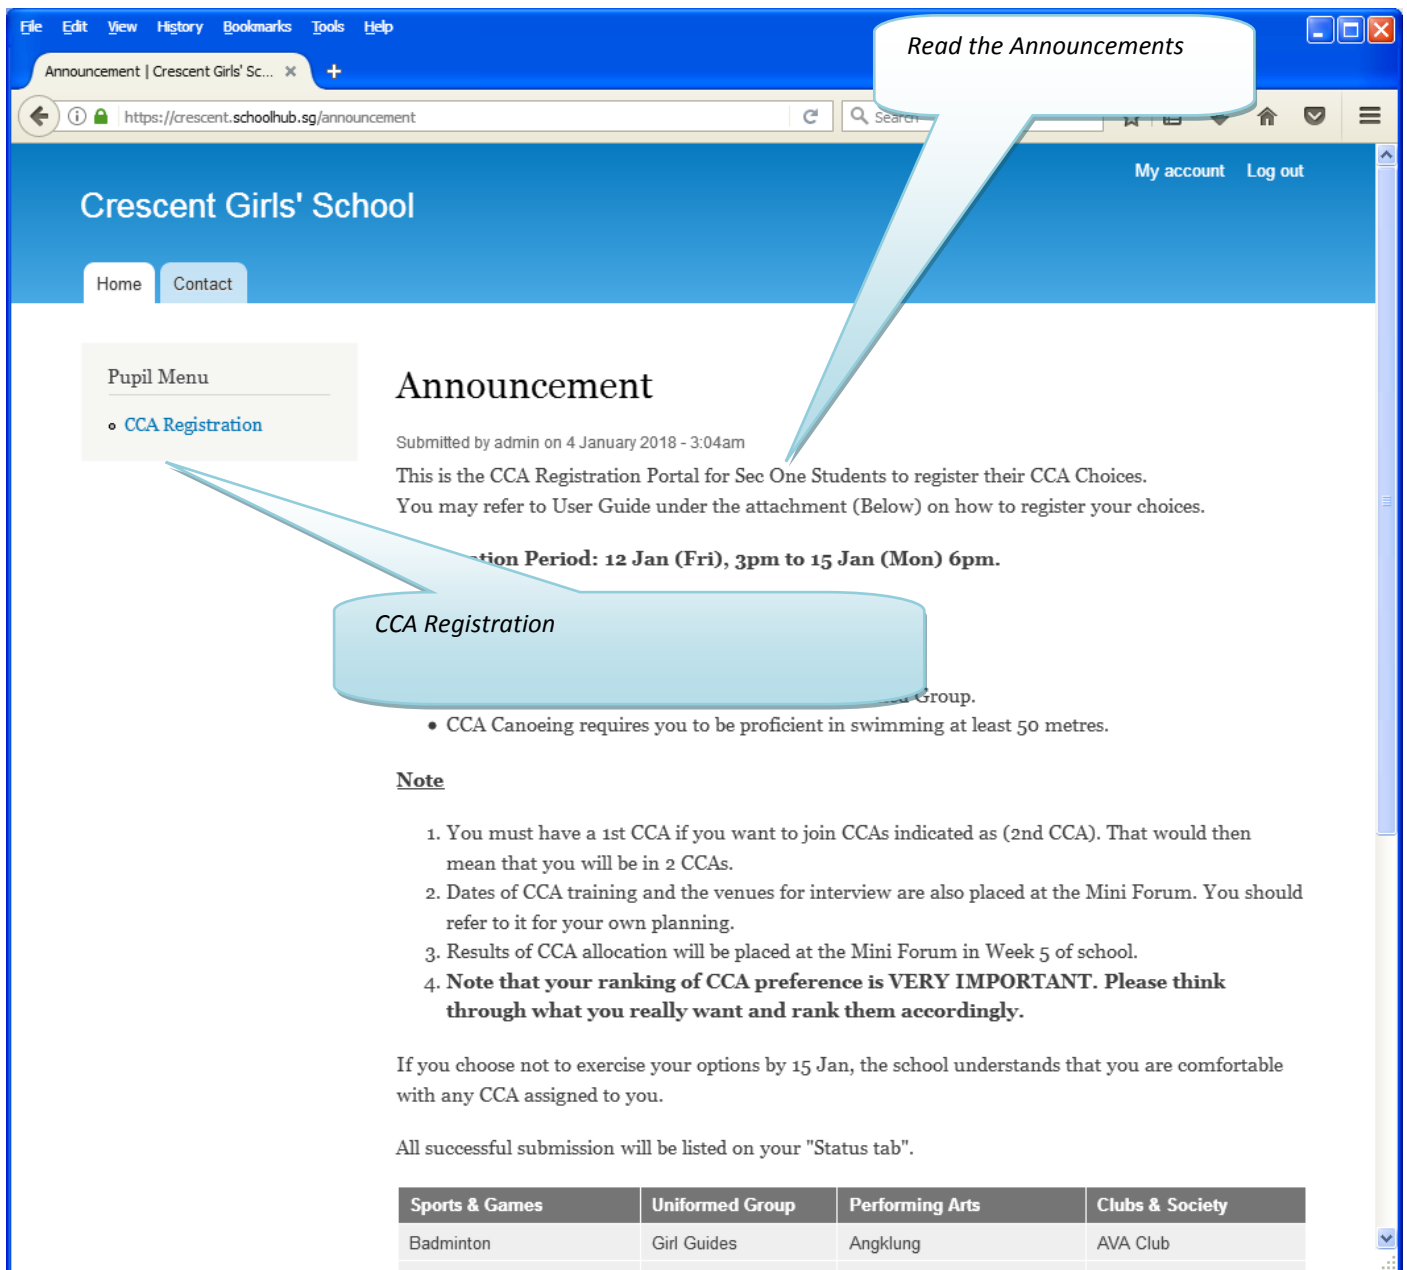 File Edit View History Bookmarks Tools Help
Read the Announcements
Announcement | Crescent Girls' Sc...
https://crescent.schoolhub.sg/announcement
Search
My account Log out
Crescent Girls' School
Home Contact
Pupil Menu
CCA Registration
Announcement
Submitted by admin on 4 January 2018 - 3:04am
This is the CCA Registration Portal for Sec One Students to register their CCA Choices.
You may refer to User Guide under the attachment (Below) on how to register your choices.
Period: 12 Jan (Fri), 3pm to 15 Jan (Mon) 6pm.
CCA Registration
Group.
• CCA Canoeing requires you to be proficient in swimming at least 50 metres.
Note
1. You must have a 1st CCA if you want to join CCAs indicated as (2nd CCA). That would then
mean that you will be in 2 CCAs.
2. Dates of CCA training and the venues for interview are also placed at the Mini Forum. You should
refer to it for your own planning.
3. Results of CCA allocation will be placed at the Mini Forum in Week 5 of school.
4. Note that your ranking of CCA preference is VERY IMPORTANT. Please think
through what you really want and rank them accordingly.
If you choose not to exercise your options by 15 Jan, the school understands that you are comfortable
with any CCA assigned to you.
All successful submission will be listed on your "Status tab".
Sports & Games Uniformed Group Performing Arts Clubs & Society
Badminton Girl Guides Angklung AVA Club